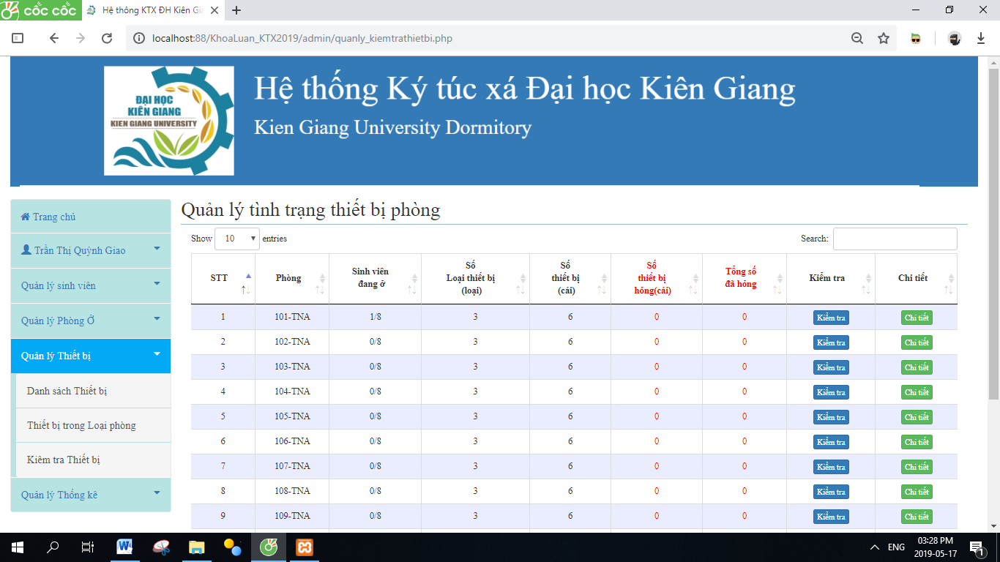 cốc cốc
Hệ thống KTX ĐH Kiên Gia
localhost:88/KhoaLuan_KTX2019/admin/quanly_kiemtrathietbi.php
ĐẠI HỌC
KIÊN GIANG
KIEN GIANG UNIVERSITY
Hệ thống Ký túc xá Đại học Kiên Giang
Kien Giang University Dormitory
Trang chủ
Trần Thị Quỳnh Giao
Quản lý sinh viên
Quản lý Phòng Ở
Quản lý Thiết bị
Danh sách Thiết bị
Thiết bị trong Loại phòng
Kiêm tra Thiết bị
Quản lý Thống kê
Quản lý tình trạng thiết bị phòng
Show 10 entries
Search:
STT Phòng Sinh viên đang ở Số Loại thiết bị (loại) Số thiết bị (cái) Số thiết bị hỏng(cái) Tổng số đã hỏng Kiểm tra Chi tiết
1 101-TNA 1/8 3 6 0 0 Kiểm tra Chi tiết
2 102-TNA 0/8 3 6 0 0 Kiểm tra Chi tiết
3 103-TNA 0/8 3 6 0 0 Kiểm tra Chi tiết
4 104-TNA 0/8 3 6 0 0 Kiểm tra Chi tiết
5 105-TNA 0/8 3 6 0 0 Kiểm tra Chi tiết
6 106-TNA 0/8 3 6 0 0 Kiểm tra Chi tiết
7 107-TNA 0/8 3 6 0 0 Kiểm tra Chi tiết
8 108-TNA 0/8 3 6 0 0 Kiểm tra Chi tiết
9 109-TNA 0/8 3 6 0 0 Kiểm tra Chi tiết
ENG
03:28 PM
2019-05-17
1